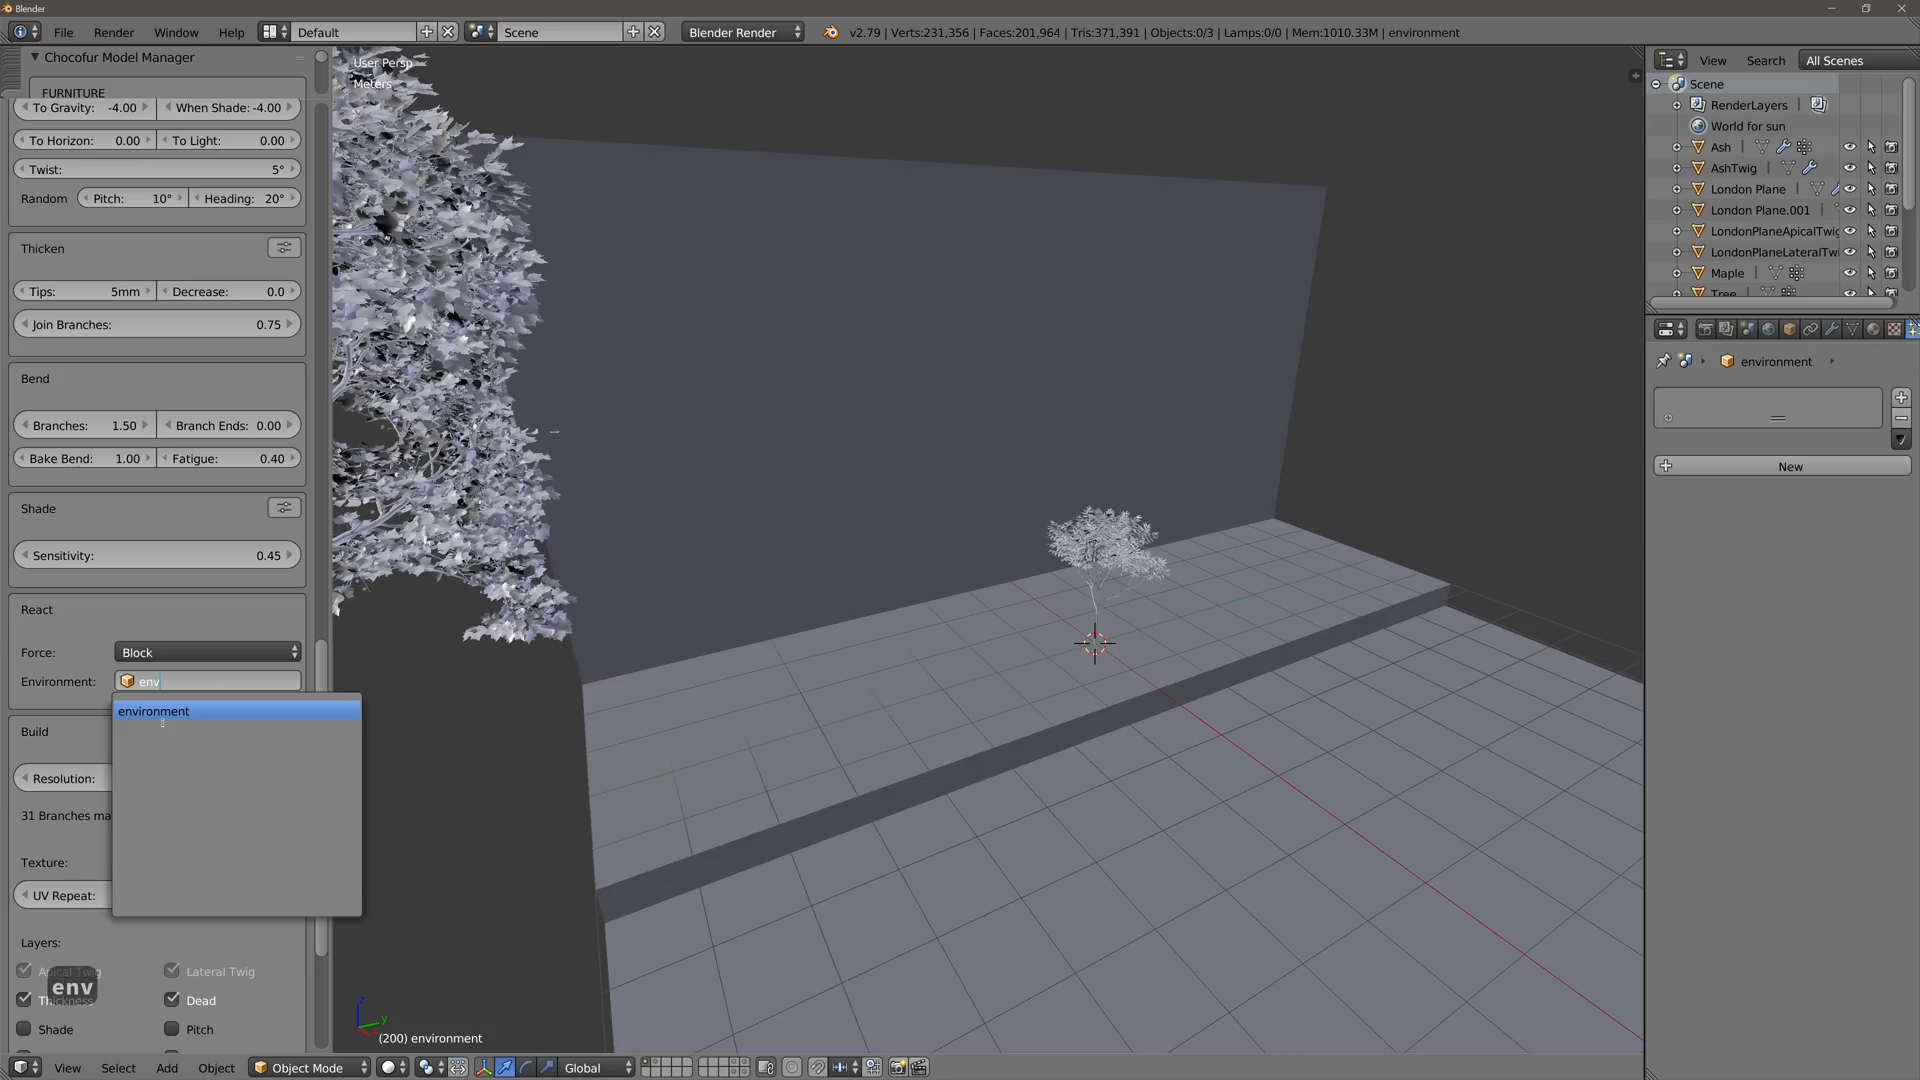 Blender
File Render Window Help Default Scene Blender Render v2.79 | Verts:231,356 | Faces:201,964 | Tris:371,391 | Objects:0/3 | Lamps:0/0 | Mem:1010.33M | environment
Chocofur Model Manager
FURNITURE
To Gravity: -4.00 When Shade: -4.00
To Horizon: 0.00 To Light: 0.00
Twist: 5°
Random Pitch: 10° Heading: 20°
Thicken
Tips: 5mm Decrease: 0.0
Join Branches: 0.75
Bend
Branches: 1.50 Branch Ends: 0.00
Bake Bend: 1.00 Fatigue: 0.40
Shade
Sensitivity: 0.45
React
Force: Block
Environment: env
environment
Build
Resolution:
31 Branches ma
Texture:
UV Repeat:
Layers:
Apical Twig Lateral Twig
env
Thickness Dead
Shade Pitch
User Persp
Meters
z
y
(200) environment
View Select Add Object Object Mode Global
View Search All Scenes
Scene
RenderLayers
World for sun
Ash
AshTwig
London Plane
London Plane.001
LondonPlaneApicalTwig
LondonPlaneLateralTwi
Maple
Tree
environment
New